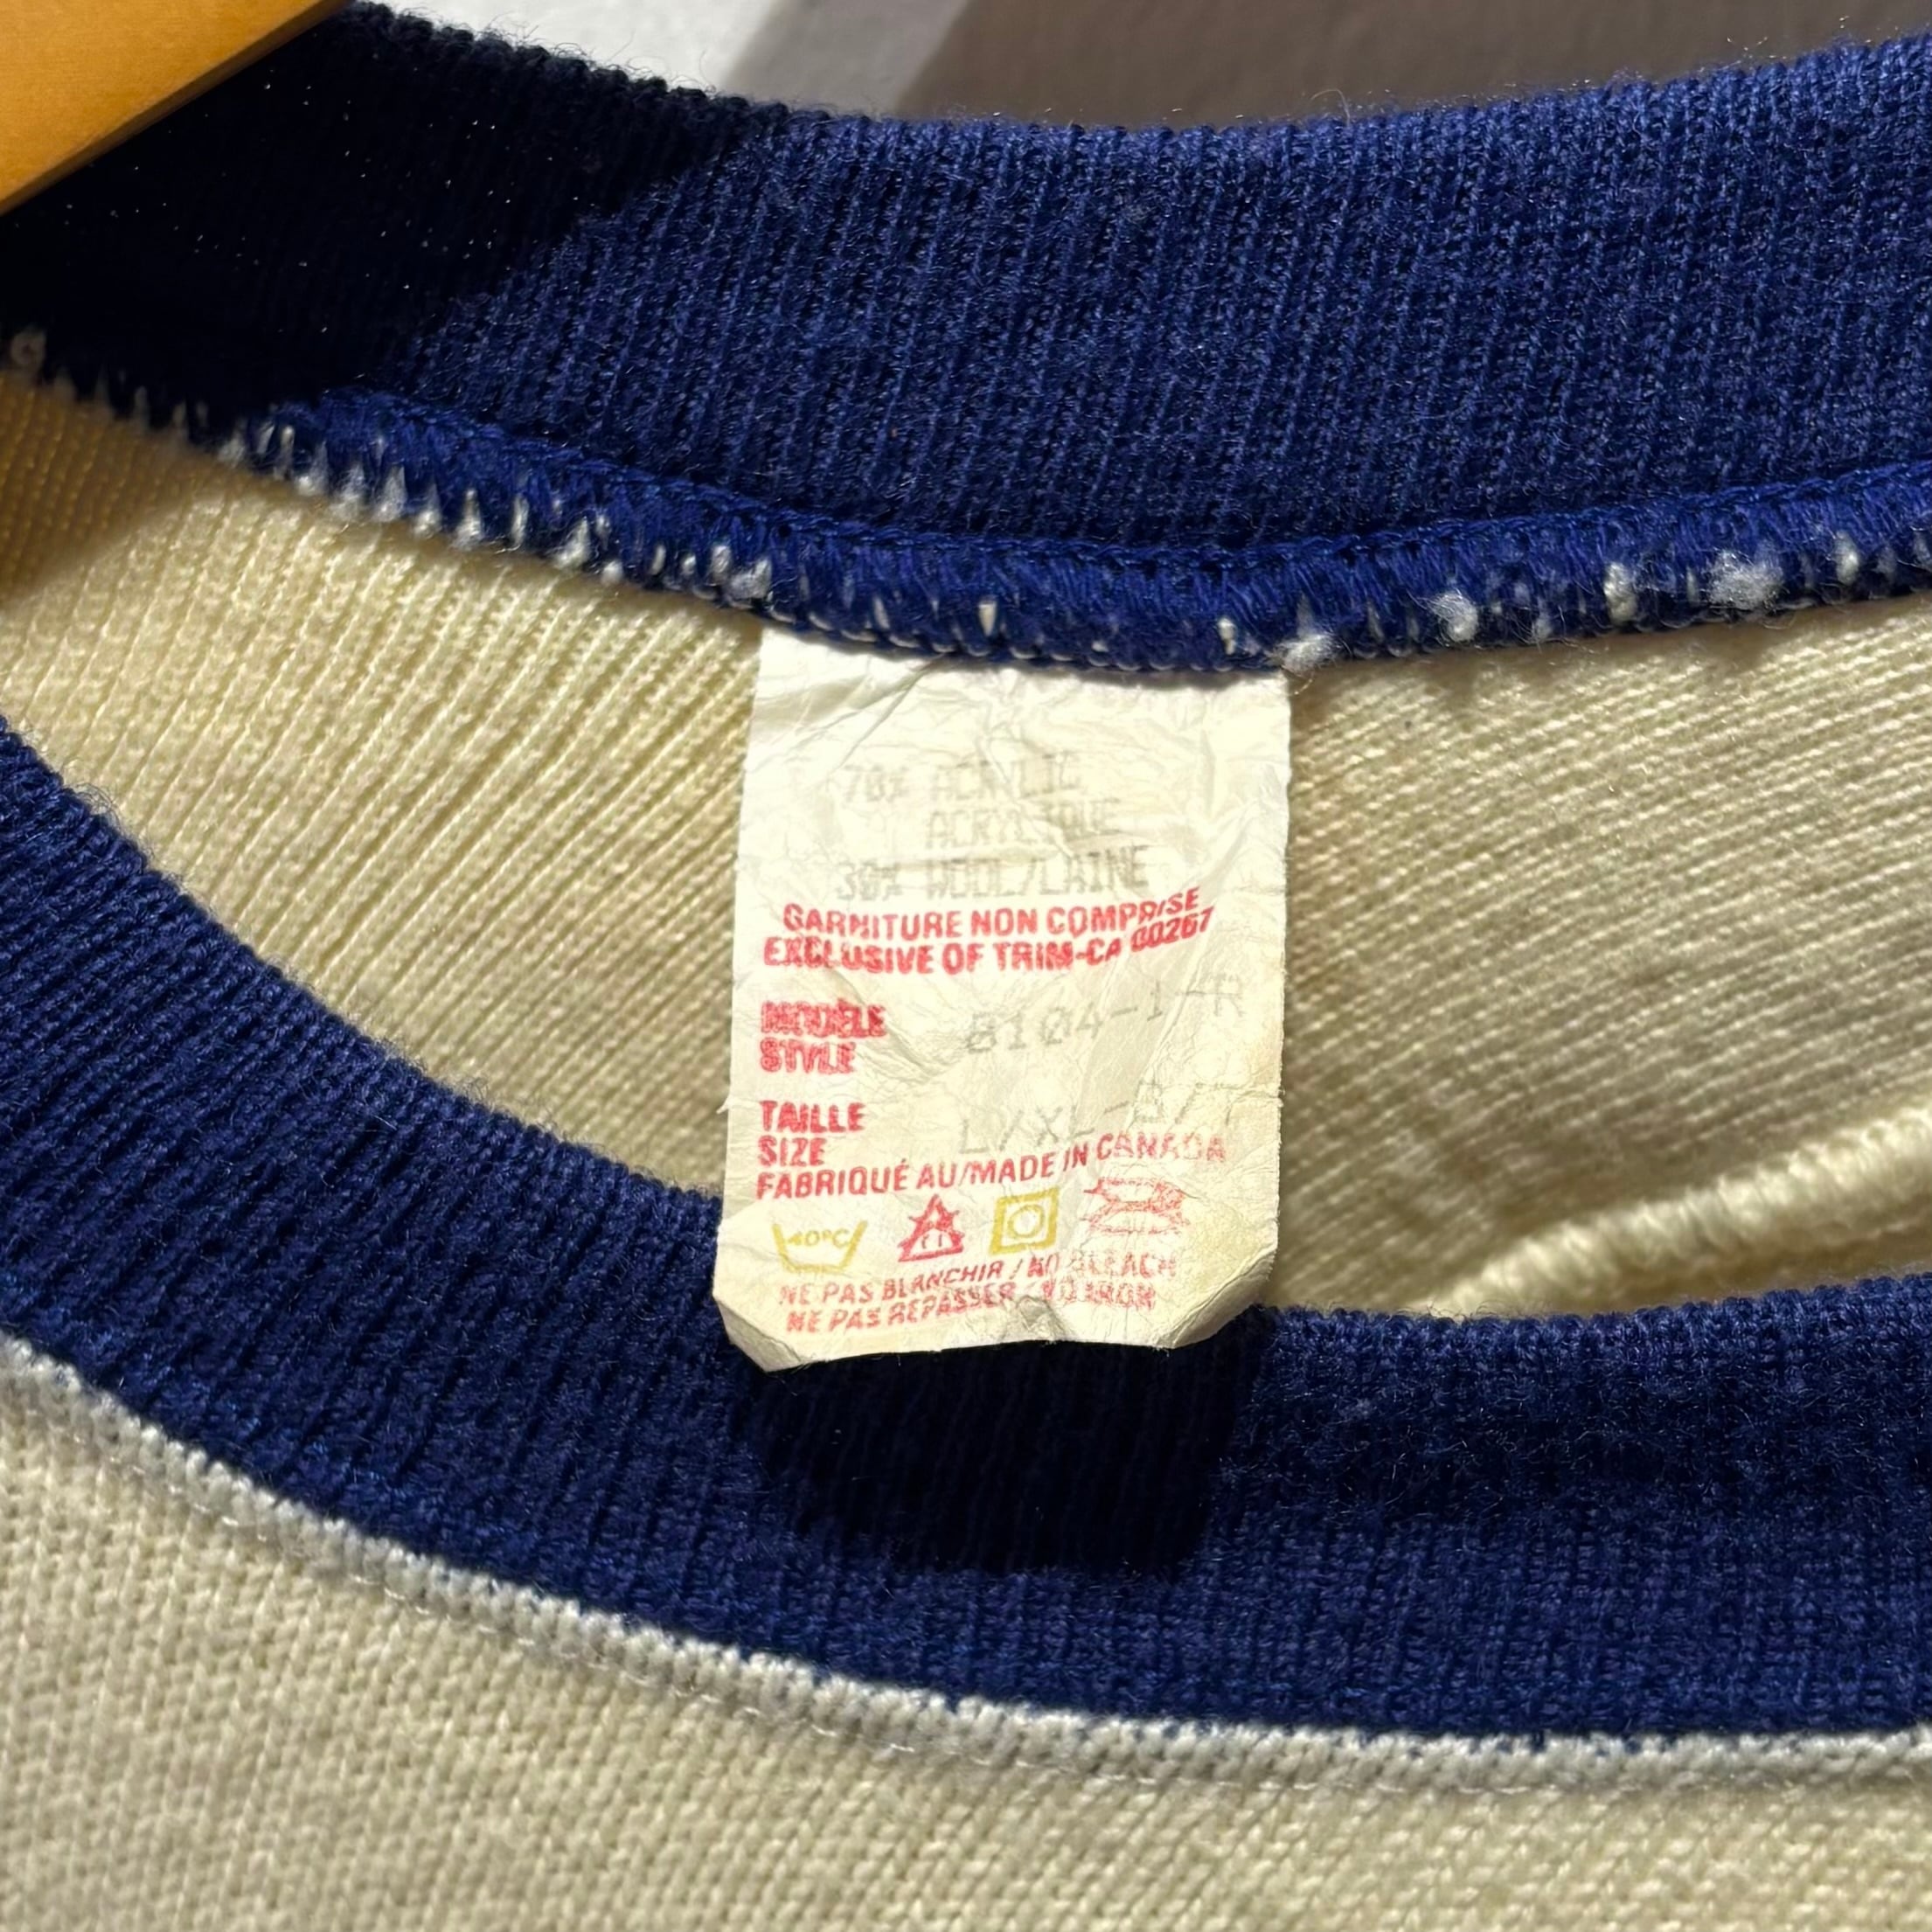 70% ACRYLIC
ACRYLIQUE
30% WOOL/LAINE
GARNITURE NON COMPRISE
EXCLUSIVE OF TRIM-CA 00267
MODÈLE
STYLE 8104-1-R
TAILLE
SIZE L/XL
FABRIQUÉ AU/MADE IN CANADA
40°C
NE PAS BLANCHIR / NO BLEACH
NE PAS REPASSER / NO IRON